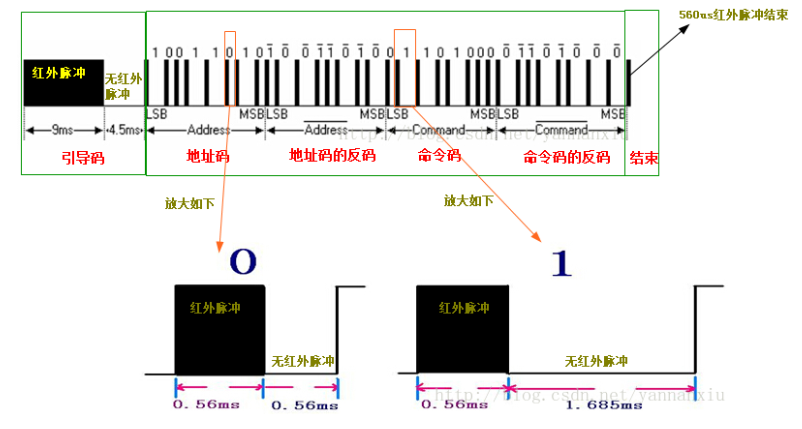 560us红外脉冲结束
1 0 0 1 1 0 1 0 1̅ 0̅ 0̅ 1̅ 1̅ 0̅ 1̅ 0̅ 0 1 1 0 1 0 0 0 0̅ 1̅ 1̅ 0̅ 1̅ 0̅ 0̅ 0̅
红外脉冲
无红外
脉冲
LSB MSB LSB MSB LSB MSB LSB MSB
9ms 4.5ms Address A̅d̅d̅r̅e̅s̅s̅ Command C̅o̅m̅m̅a̅n̅d̅
http://blog.csdn.net/yannanxiu
引导码 地址码 地址码的反码 命令码 命令码的反码 结束
放大如下 放大如下
0 1
红外脉冲 红外脉冲
无红外脉冲 无红外脉冲
0.56ms 0.56ms 0.56ms 1.685ms
http://blog.csdn.net/yannanxiu